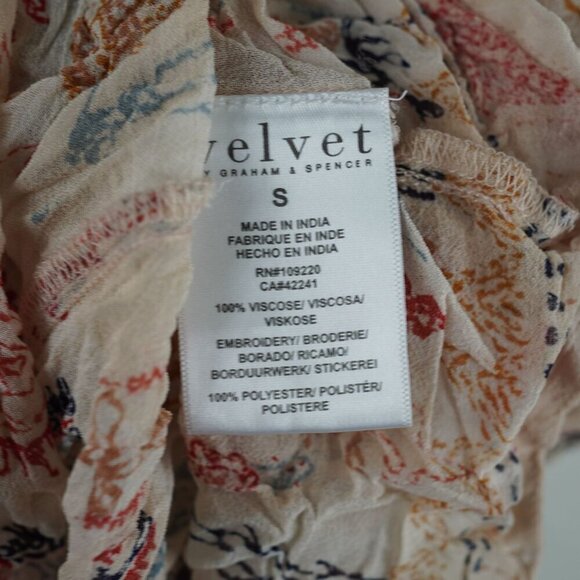 velvet
BY GRAHAM & SPENCER
S
MADE IN INDIA
FABRIQUE EN INDE
HECHO EN INDIA
RN#109220
CA#42241
100% VISCOSE/ VISCOSA/
VISKOSE
EMBROIDERY/ BRODERIE/
BORADO/ RICAMO/
BORDUURWERK/ STICKEREI
100% POLYESTER/ POLISTÉR/
POLISTERE